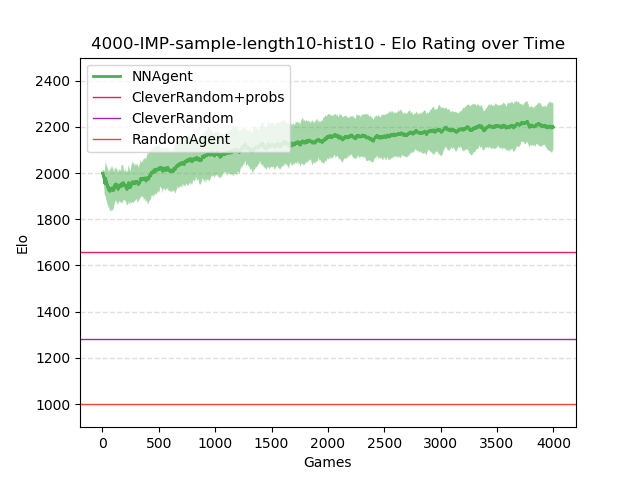 4000-IMP-sample-length10-hist10 - Elo Rating over Time
NNAgent
CleverRandom+probs
CleverRandom
RandomAgent
Elo
2400
2200
2000
1800
1600
1400
1200
1000
0 500 1000 1500 2000 2500 3000 3500 4000
Games